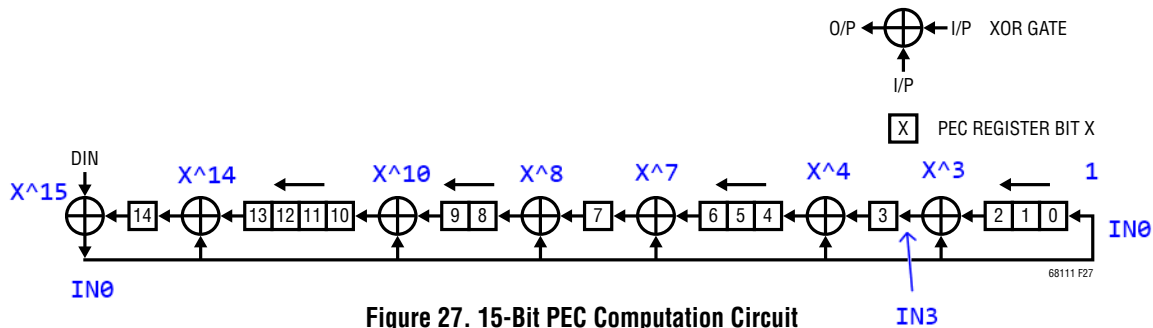 O/P I/P XOR GATE
I/P
X PEC REGISTER BIT X
DIN
X^15 X^14 X^10 X^8 X^7 X^4 X^3 1
14 13 12 11 10 9 8 7 6 5 4 3 2 1 0
IN0 IN0
68111 F27
IN3
Figure 27. 15-Bit PEC Computation Circuit